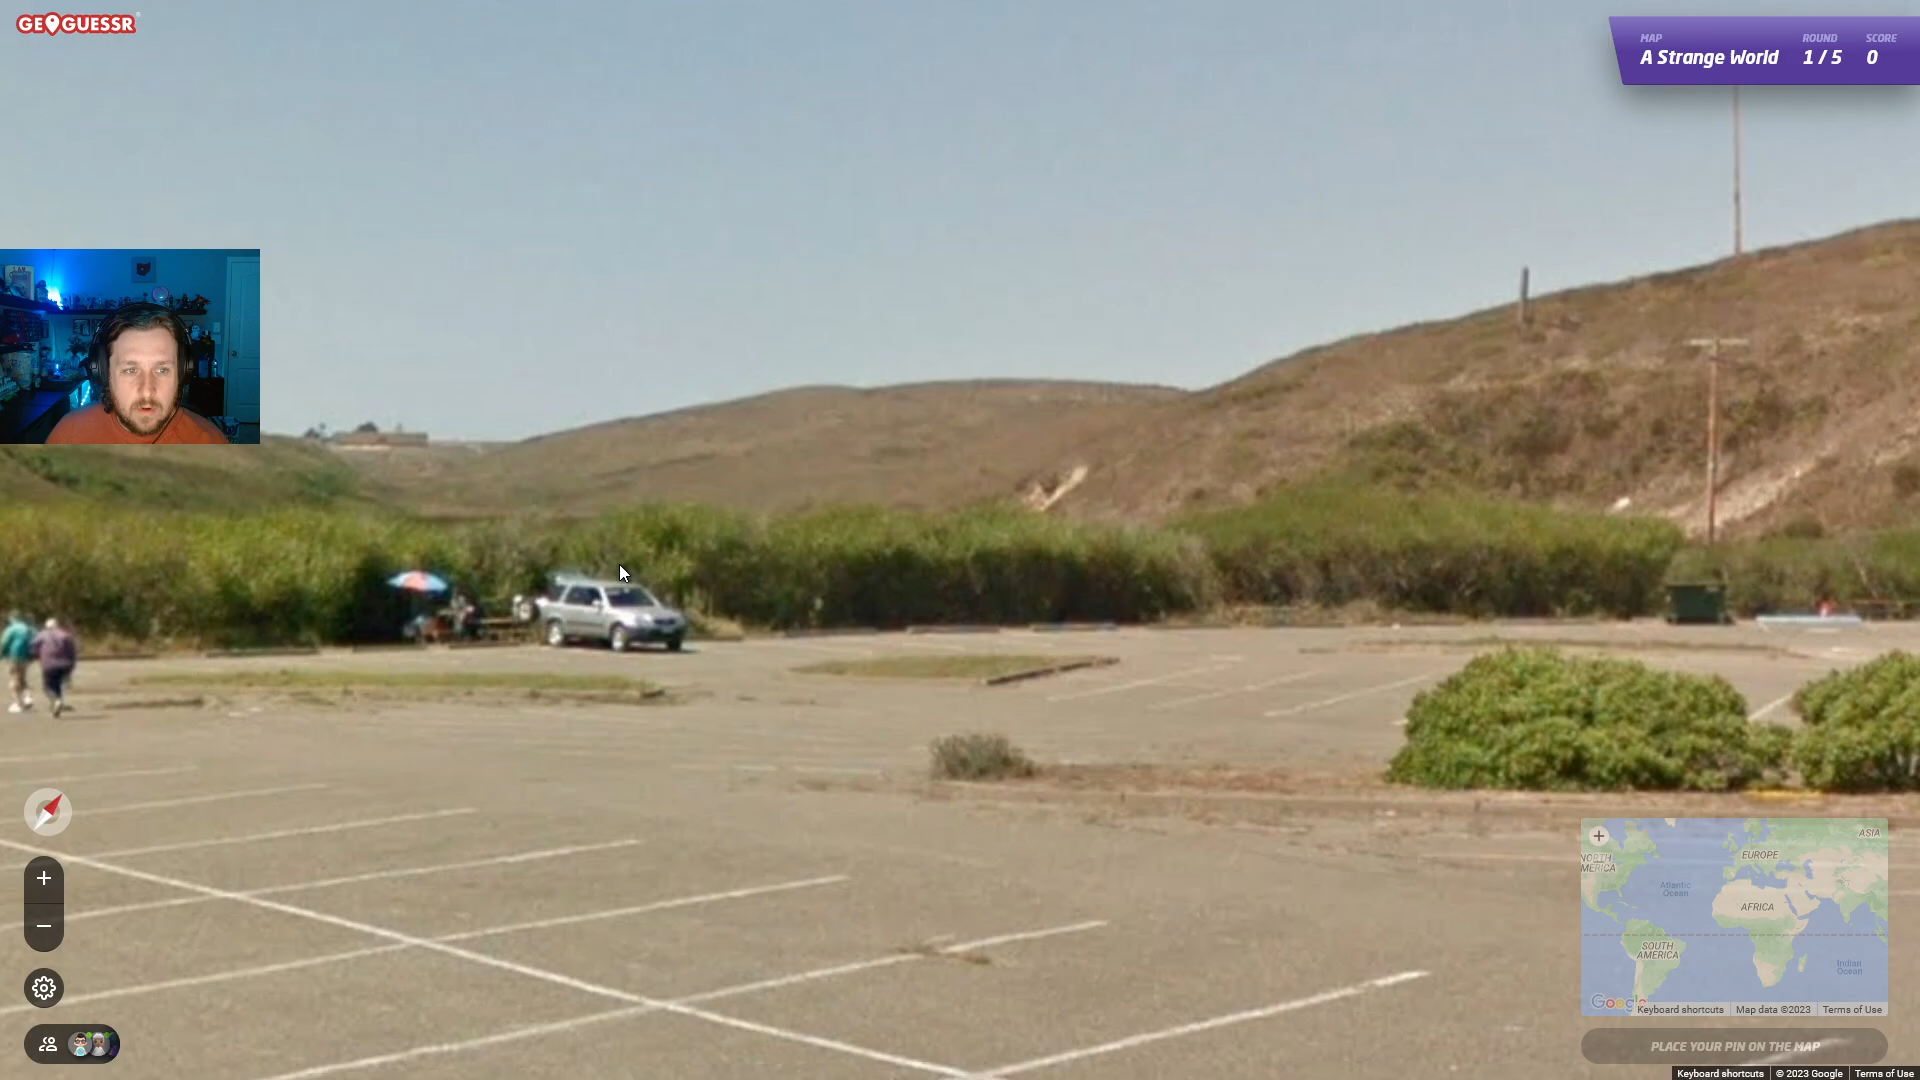 GEOGUESSR
MAP
A Strange World
ROUND
1 / 5
SCORE
0
ASIA
NORTH
MERICA
EUROPE
Atlantic
Ocean
AFRICA
SOUTH
AMERICA
Indian
Ocean
Google
Keyboard shortcuts
Map data ©2023
Terms of Use
PLACE YOUR PIN ON THE MAP
Keyboard shortcuts
© 2023 Google
Terms of Use